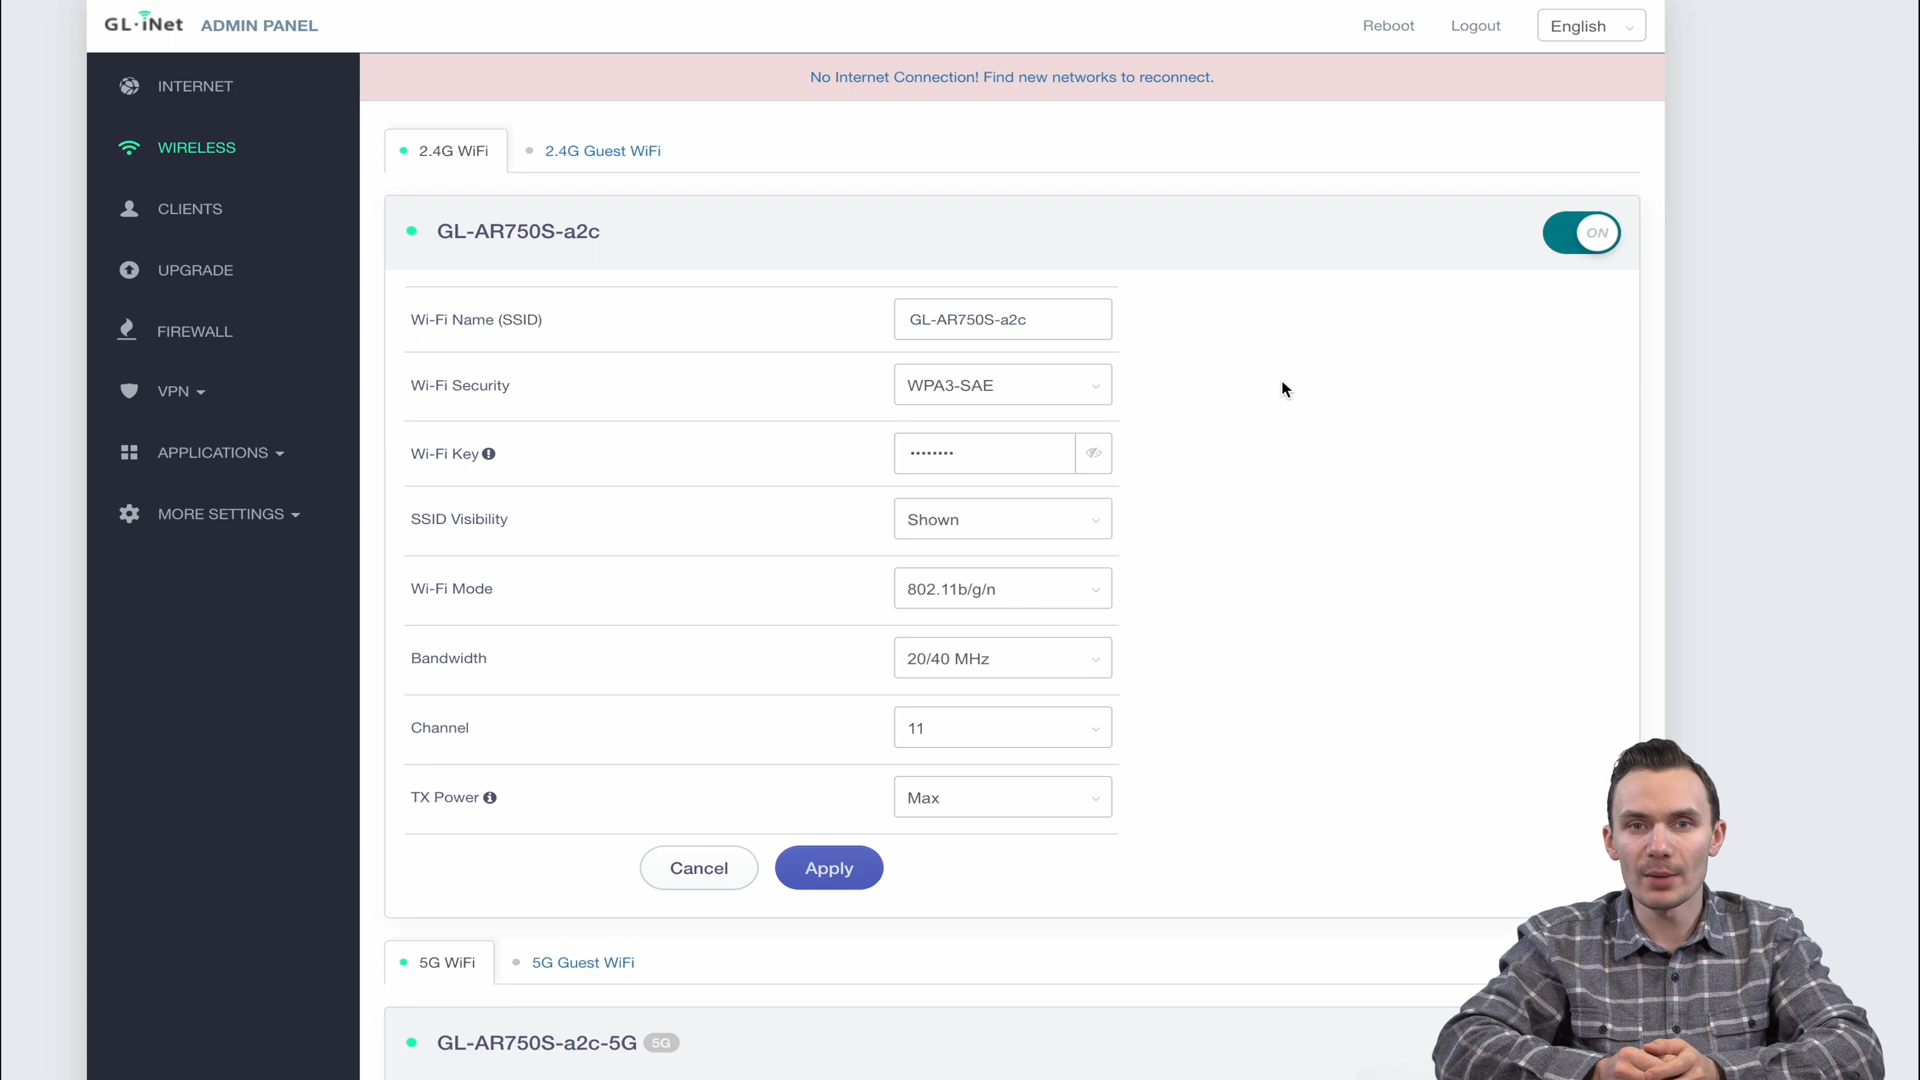 GL·iNet ADMIN PANEL
Reboot
Logout
English
INTERNET
WIRELESS
CLIENTS
UPGRADE
FIREWALL
VPN
APPLICATIONS
MORE SETTINGS
No Internet Connection! Find new networks to reconnect.
2.4G WiFi
2.4G Guest WiFi
GL-AR750S-a2c
ON
Wi-Fi Name (SSID)
GL-AR750S-a2c
Wi-Fi Security
WPA3-SAE
Wi-Fi Key
••••••••
SSID Visibility
Shown
Wi-Fi Mode
802.11b/g/n
Bandwidth
20/40 MHz
Channel
11
TX Power
Max
Cancel
Apply
5G WiFi
5G Guest WiFi
GL-AR750S-a2c-5G 5G